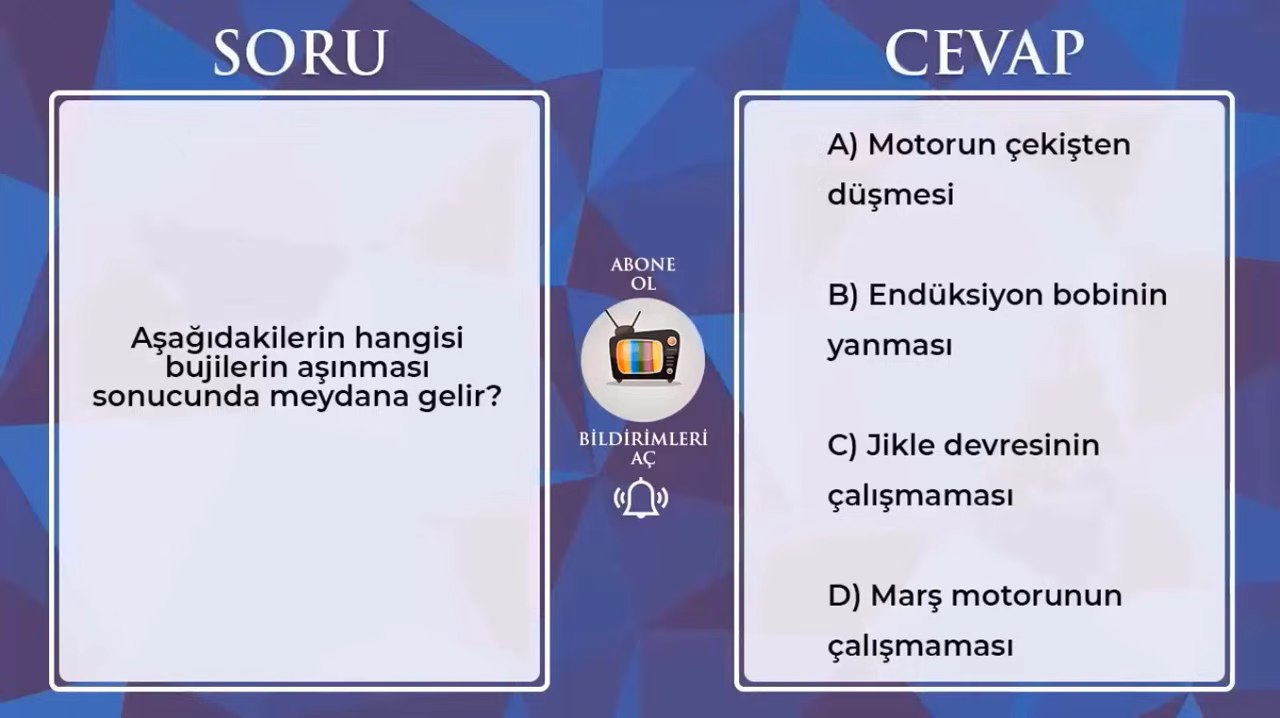 SORU
Aşağıdakilerin hangisi
bujilerin aşınması
sonucunda meydana gelir?
ABONE
OL
BİLDİRİMLERİ
AÇ
CEVAP
A) Motorun çekişten
düşmesi
B) Endüksiyon bobinin
yanması
C) Jikle devresinin
çalışmaması
D) Marş motorunun
çalışmaması